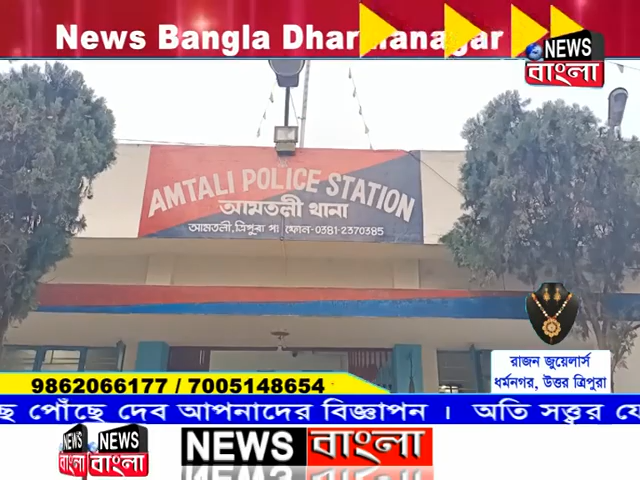 News Bangla Dharmanagar
NEWS
বাংলা
AMTALI POLICE STATION
আমতলী থানা
আমতলী, ত্রিপুরা ফোন-0381-2370385
রাজন জুয়েলার্স
ধর্মনগর, উত্তর ত্রিপুরা
9862066177 / 7005148654
পৌঁছে দেব আপনাদের বিজ্ঞাপন । অতি সত্ত্বর
NEWS
বাংলা
NEWS
বাংলা
NEWS বাংলা